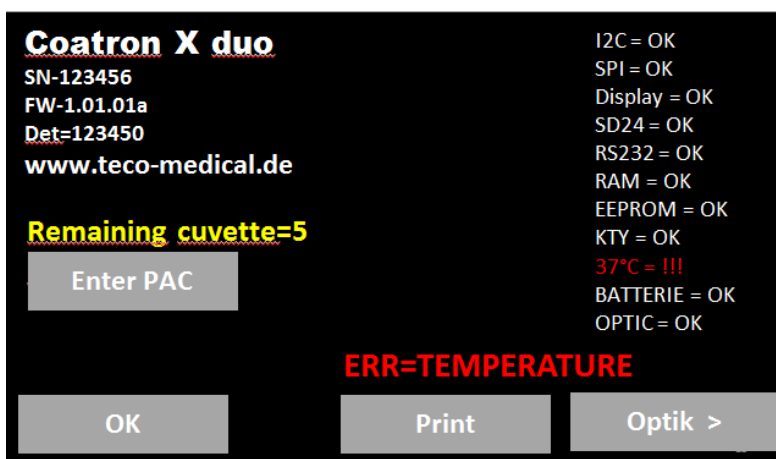 Coatron X duo
SN-123456
FW-1.01.01a
Det=123450
www.teco-medical.de
Remaining cuvette=5
Enter PAC
I2C = OK
SPI = OK
Display = OK
SD24 = OK
RS232 = OK
RAM = OK
EEPROM = OK
KTY = OK
37°C = !!!
BATTERIE = OK
OPTIC = OK
ERR=TEMPERATURE
OK
Print
Optik >